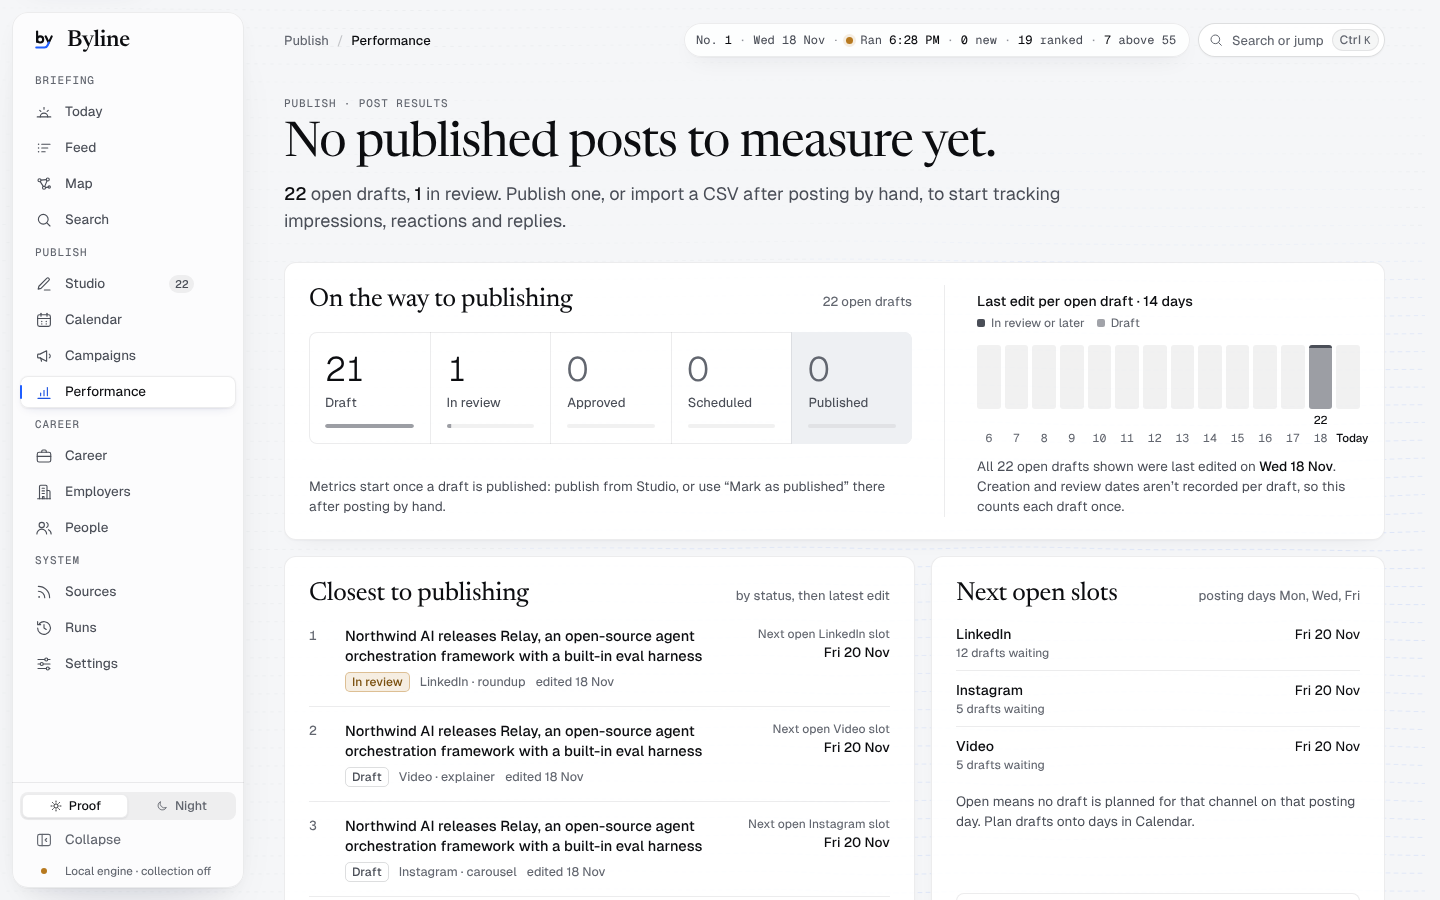 by Byline
BRIEFING
Today
Feed
Map
Search
PUBLISH
Studio 22
Calendar
Campaigns
Performance
CAREER
Career
Employers
People
SYSTEM
Sources
Runs
Settings
Proof Night
Collapse
Local engine · collection off
Publish / Performance
No. 1 · Wed 18 Nov · Ran 6:28 PM · 0 new · 19 ranked · 7 above 55
Search or jump Ctrl K
PUBLISH · POST RESULTS
No published posts to measure yet.
22 open drafts, 1 in review. Publish one, or import a CSV after posting by hand, to start tracking
impressions, reactions and replies.
On the way to publishing
22 open drafts
21 1 0 0 0
Draft In review Approved Scheduled Published
Metrics start once a draft is published: publish from Studio, or use “Mark as published” there
after posting by hand.
Last edit per open draft · 14 days
In review or later Draft
22
6 7 8 9 10 11 12 13 14 15 16 17 18 Today
All 22 open drafts shown were last edited on Wed 18 Nov.
Creation and review dates aren’t recorded per draft, so this
counts each draft once.
Closest to publishing
by status, then latest edit
1 Northwind AI releases Relay, an open-source agent
orchestration framework with a built-in eval harness
In review LinkedIn · roundup edited 18 Nov
Next open LinkedIn slot
Fri 20 Nov
2 Northwind AI releases Relay, an open-source agent
orchestration framework with a built-in eval harness
Draft Video · explainer edited 18 Nov
Next open Video slot
Fri 20 Nov
3 Northwind AI releases Relay, an open-source agent
orchestration framework with a built-in eval harness
Draft Instagram · carousel edited 18 Nov
Next open Instagram slot
Fri 20 Nov
Next open slots
posting days Mon, Wed, Fri
LinkedIn Fri 20 Nov
12 drafts waiting
Instagram Fri 20 Nov
5 drafts waiting
Video Fri 20 Nov
5 drafts waiting
Open means no draft is planned for that channel on that posting
day. Plan drafts onto days in Calendar.